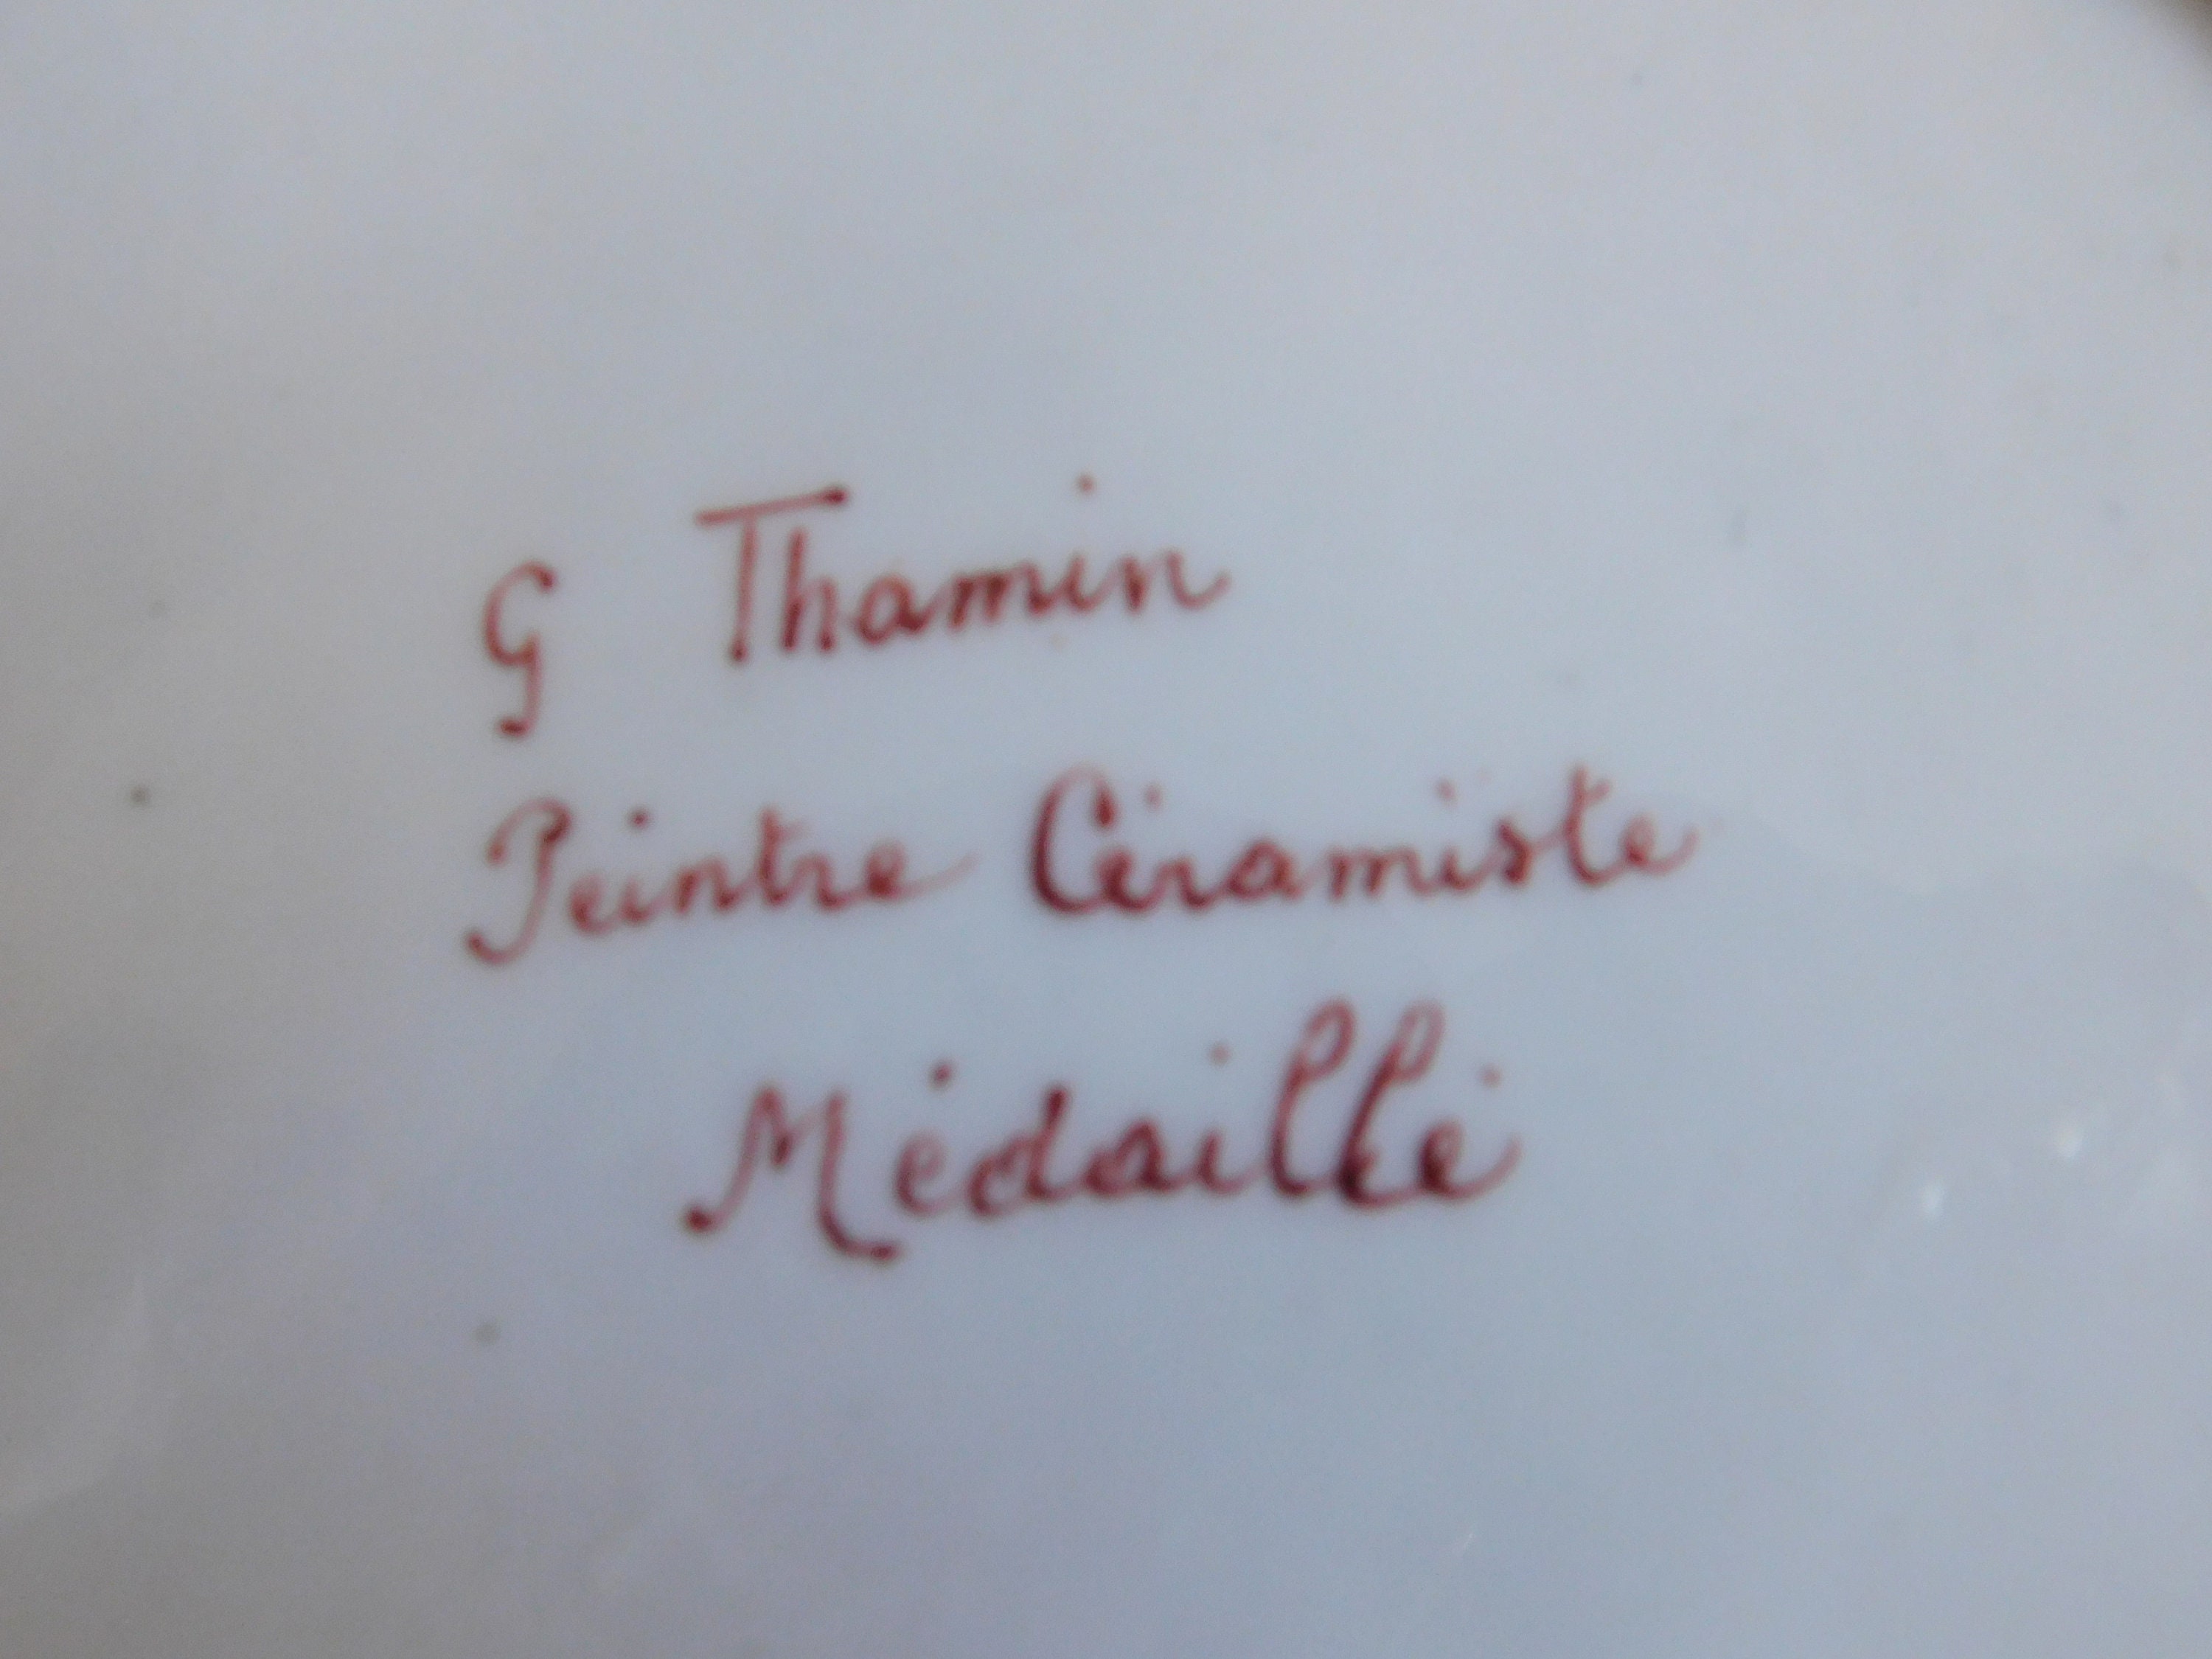 G Thamin
Peintre Céramiste
Médaillé